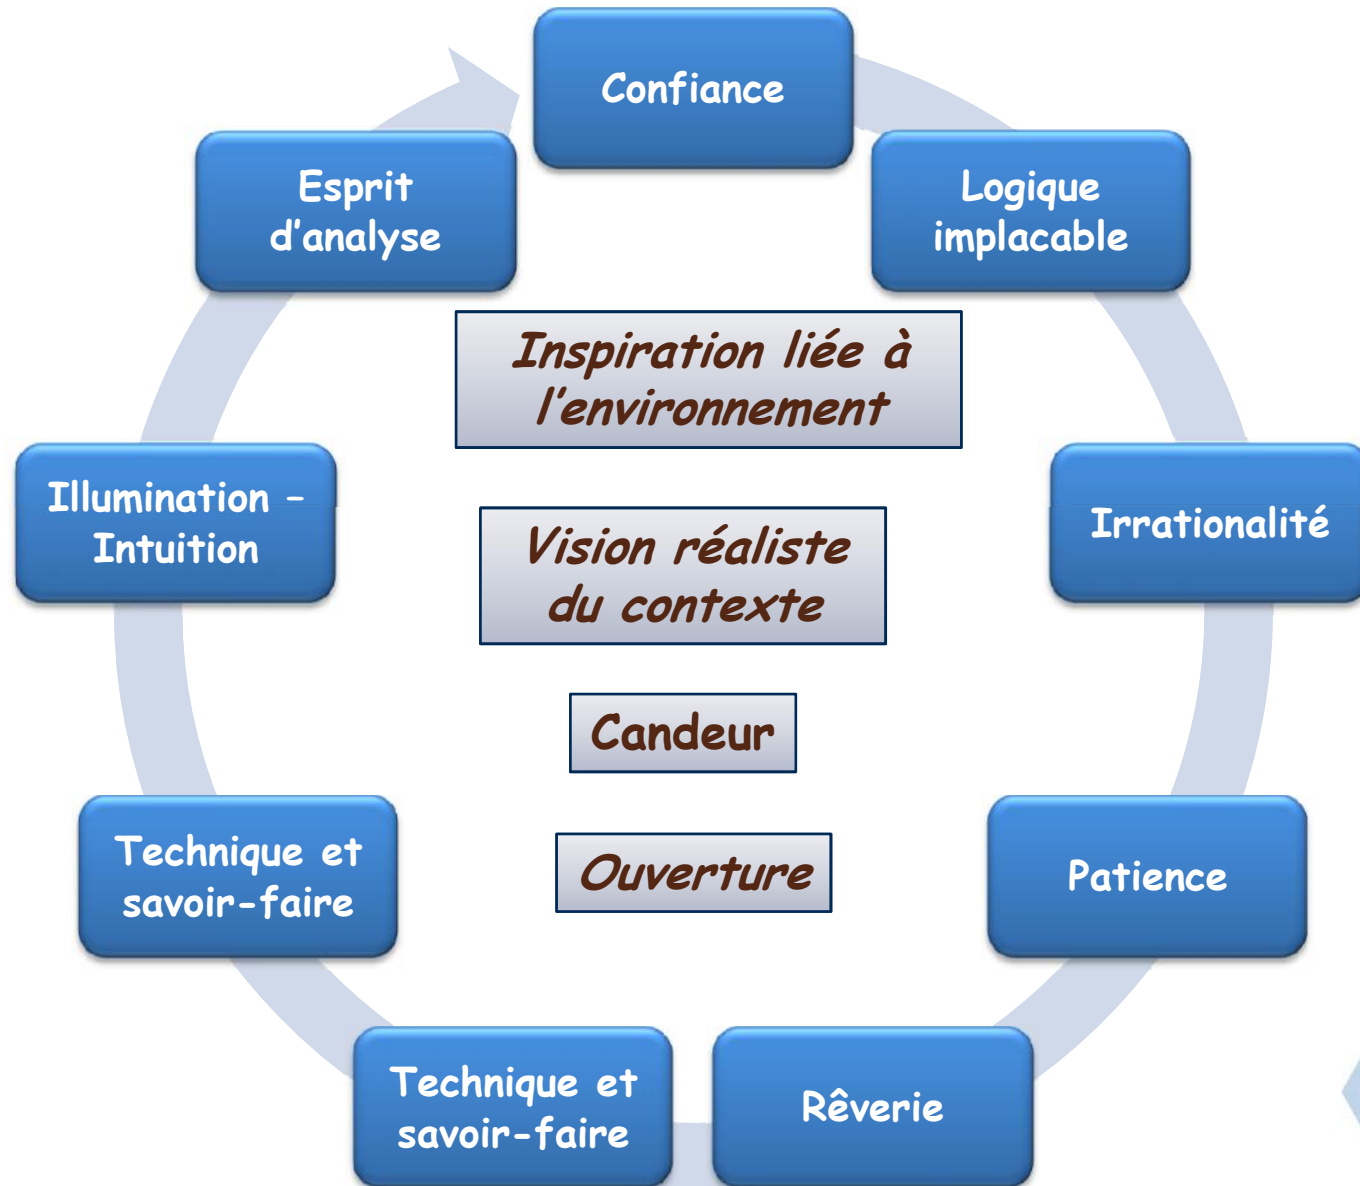 Confiance
Esprit
d'analyse
Logique
implacable
Inspiration liée à
l'environnement
Illumination –
Intuition
Vision réaliste
du contexte
Irrationalité
Candeur
Technique et
savoir-faire
Ouverture
Patience
Technique et
savoir-faire
Rêverie